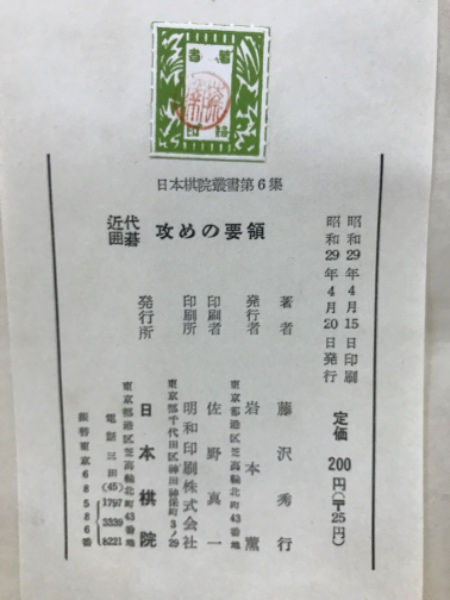 日本棋院叢書第6集
近代囲碁 攻めの要領
昭和29年4月15日印刷
昭和29年4月20日発行
定価 200円(〒25円)
著者 藤沢秀行
発行者 岩本薫
東京都港区芝高輪北町43番地
印刷者 佐野真一
印刷所 明和印刷株式会社
東京都千代田区神田神保町3ノ29
発行所 日本棋院
東京都港区芝高輪北町43番地
電話三田(45){1797 3339 8221
振替東京68586番